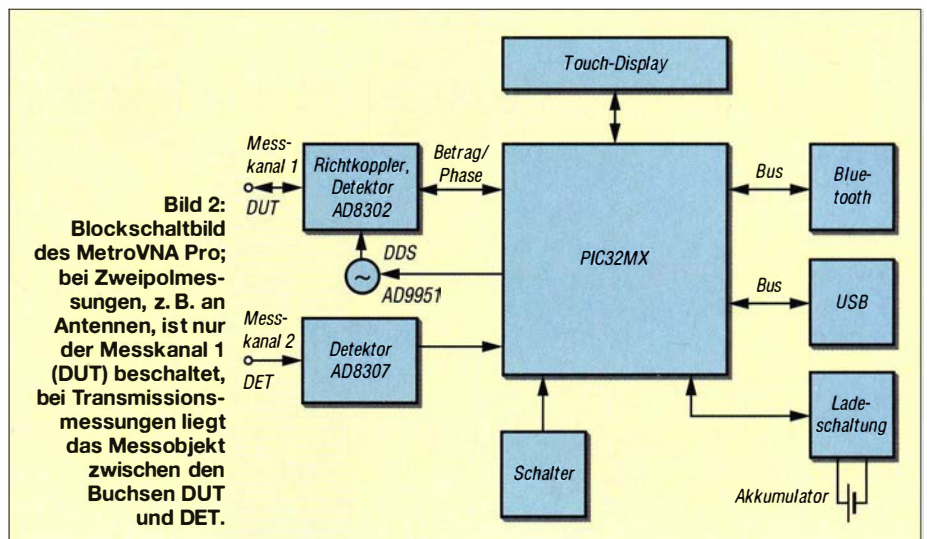 Touch-Display
Mess-
kanal 1
DUT
Richtkoppler,
Detektor
AD8302
Betrag/
Phase
PIC32MX
Bus
Blue-
tooth
DDS
AD9951
Bus
USB
Mess-
kanal 2
DET
Detektor
AD8307
Schalter
Lade-
schaltung
Akkumulator
Bild 2:
Blockschaltbild
des MetroVNA Pro;
bei Zweipolmes-
sungen, z. B. an
Antennen, ist nur
der Messkanal 1
(DUT) beschaltet,
bei Transmissions-
messungen liegt
das Messobjekt
zwischen den
Buchsen DUT
und DET.